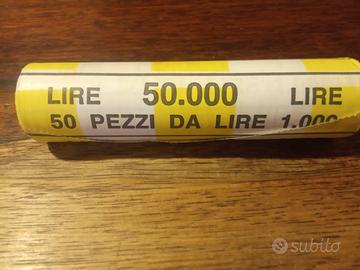 LIRE 50.000 LIRE
50 PEZZI DA LIRE 1.000
subito